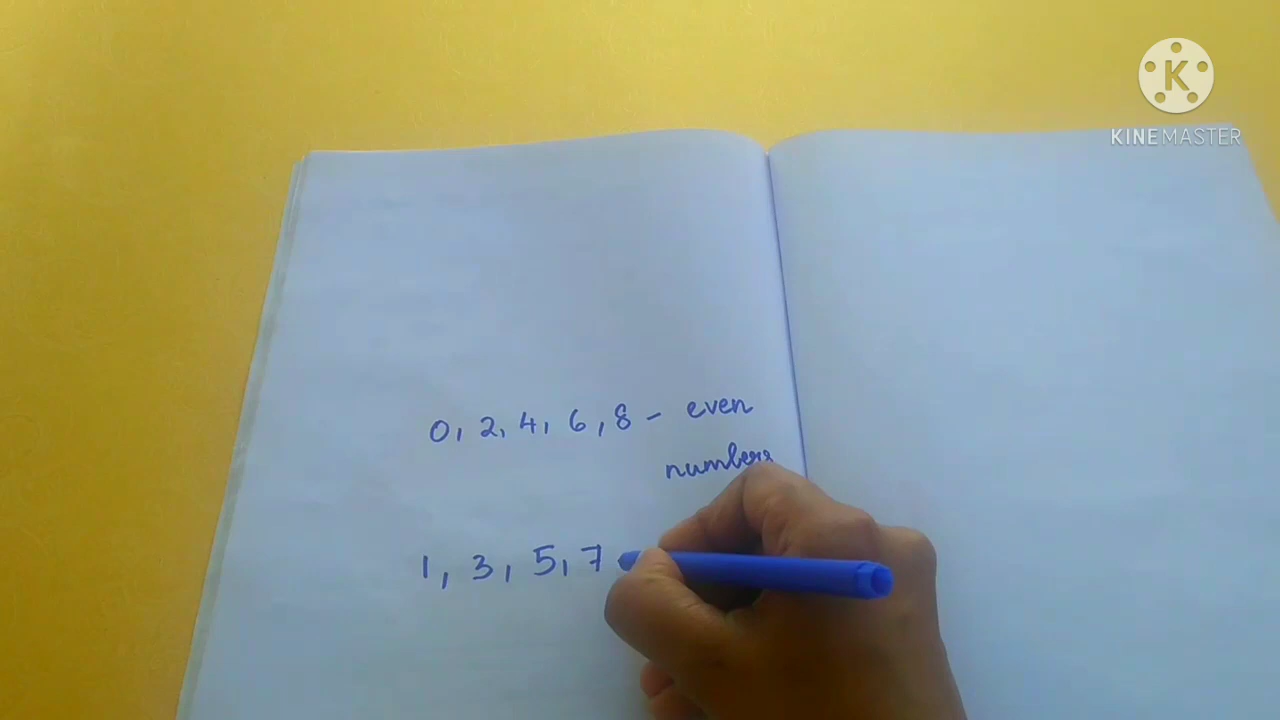 K
KINEMASTER
0, 2, 4, 6, 8 - even
numbers
1, 3, 5, 7